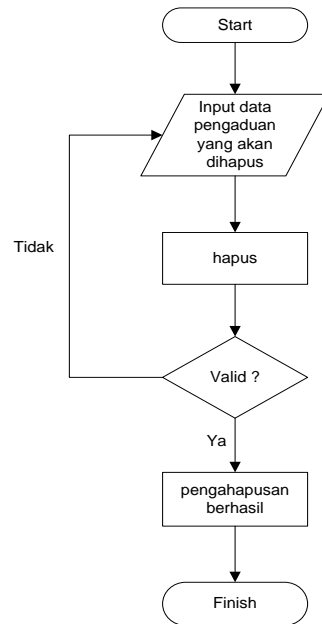 Start
Input data
pengaduan
yang akan
dihapus
Tidak
hapus
Valid ?
Ya
pengahapusan
berhasil
Finish